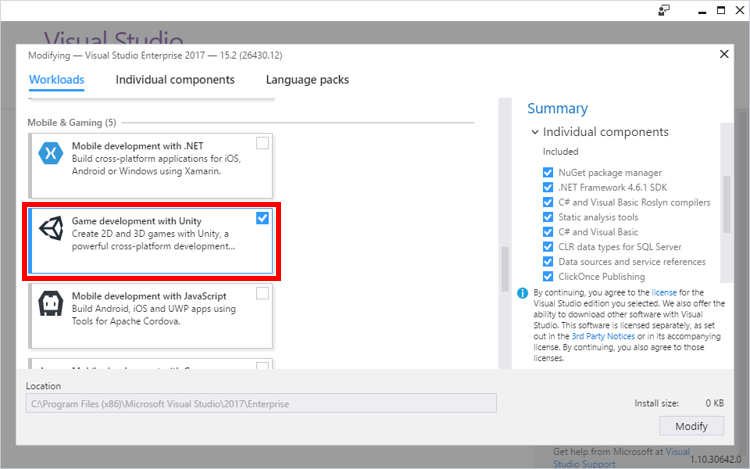 Visual Studio
Modifying — Visual Studio Enterprise 2017 — 15.2 (26430.12)
Workloads
Individual components
Language packs
Mobile & Gaming (5)
Mobile development with .NET
Build cross-platform applications for iOS,
Android or Windows using Xamarin.
Game development with Unity
Create 2D and 3D games with Unity, a
powerful cross-platform development...
Mobile development with JavaScript
Build Android, iOS and UWP apps using
Tools for Apache Cordova.
Summary
Individual components
Included
NuGet package manager
.NET Framework 4.6.1 SDK
C# and Visual Basic Roslyn compilers
Static analysis tools
C# and Visual Basic
CLR data types for SQL Server
Data sources and service references
ClickOnce Publishing
By continuing, you agree to the license for the
Visual Studio edition you selected. We also offer the
ability to download other software with Visual
Studio. This software is licensed separately, as set
out in the 3rd Party Notices or in its accompanying
license. By continuing, you also agree to those
licenses.
Location
C:\Program Files (x86)\Microsoft Visual Studio\2017\Enterprise
Install size: 0 KB
Modify
Get help from Microsoft at Visual
Studio Support
1.10.30642.0